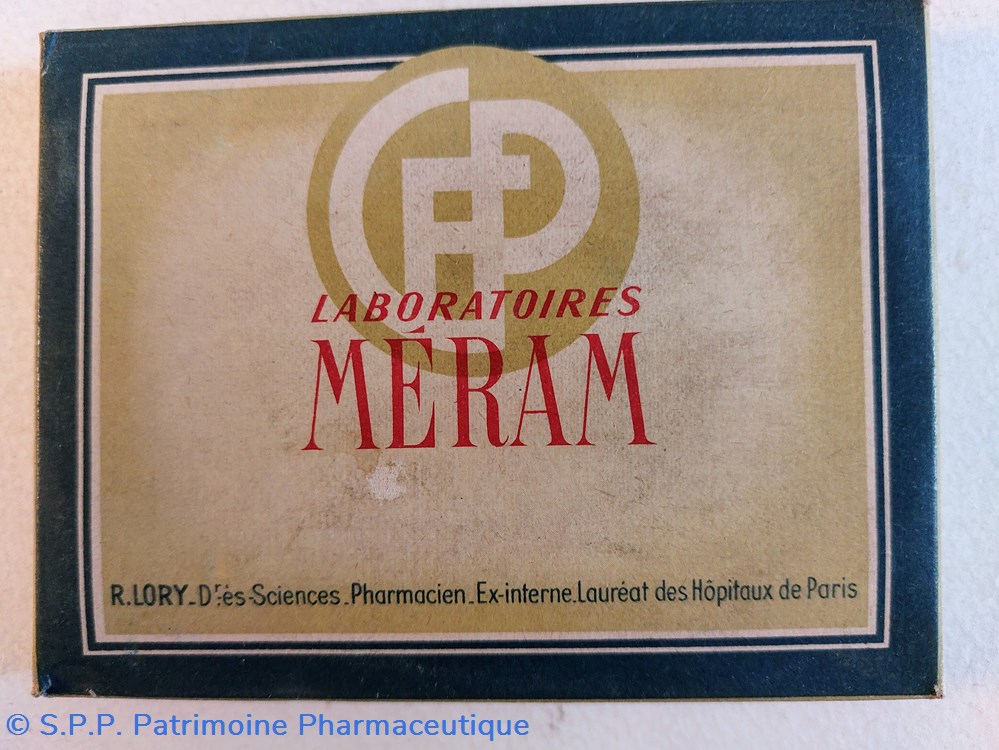 LABORATOIRES
MÉRAM
R. LORY_Dr ès-Sciences_Pharmacien_Ex-interne_Lauréat des Hôpitaux de Paris
© S.P.P. Patrimoine Pharmaceutique